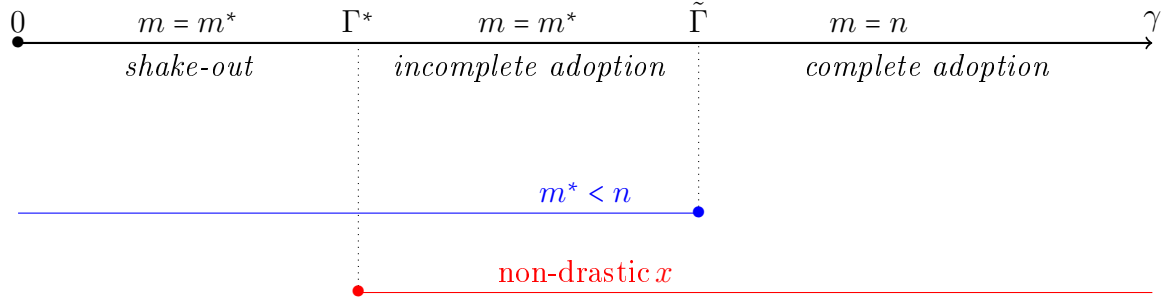 0 m = m* Γ* m = m* Γ̃ m = n γ
shake-out incomplete adoption complete adoption
m* < n
non-drastic x